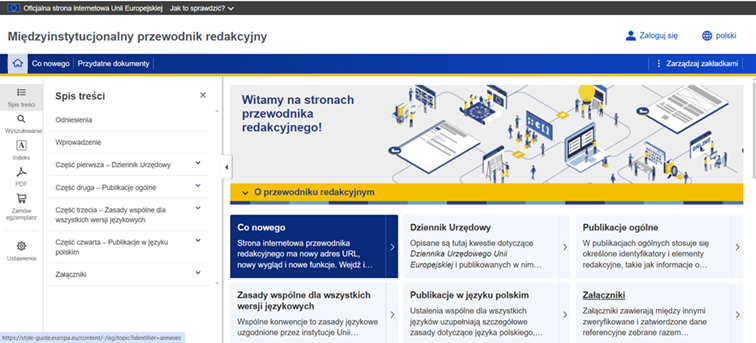 Oficjalna strona internetowa Unii Europejskiej Jak to sprawdzić?
Międzyinstytucjonalny przewodnik redakcyjny
Zaloguj się
polski
Co nowego
Przydatne dokumenty
Zarządzaj zakładkami
Spis treści
Wyszukiwanie
Indeks
PDF
Zamów
egzemplarz
Ustawienia
Spis treści
Odniesienia
Wprowadzenie
Część pierwsza – Dziennik Urzędowy
Część druga – Publikacje ogólne
Część trzecia – Zasady wspólne dla
wszystkich wersji językowych
Część czwarta – Publikacje w języku
polskim
Załączniki
Witamy na stronach
przewodnika
redakcyjnego!
O przewodniku redakcyjnym
Co nowego
Strona internetowa przewodnika
redakcyjnego ma nowy adres URL,
nowy wygląd i nowe funkcje. Wejdź i…
Dziennik Urzędowy
Opisane są tutaj kwestie dotyczące
Dziennika Urzędowego Unii
Europejskiej i publikowanych w nim…
Publikacje ogólne
W publikacjach ogólnych stosuje się
określone identyfikatory i elementy
redakcyjne, takie jak informacje o…
Zasady wspólne dla wszystkich
wersji językowych
Wspólne konwencje to zasady językowe
uzgodnione przez instytucje Unii…
Publikacje w języku polskim
Ustalenia wspólne dla wszystkich
języków uzupełniają szczegółowe
zasady dotyczące języka polskiego,…
Załączniki
Załączniki zawierają między innymi
zweryfikowane i zatwierdzone dane
referencyjne zebrane razem…
https://style-guide.europa.eu/content/-/isg/topic?identifier=annexes